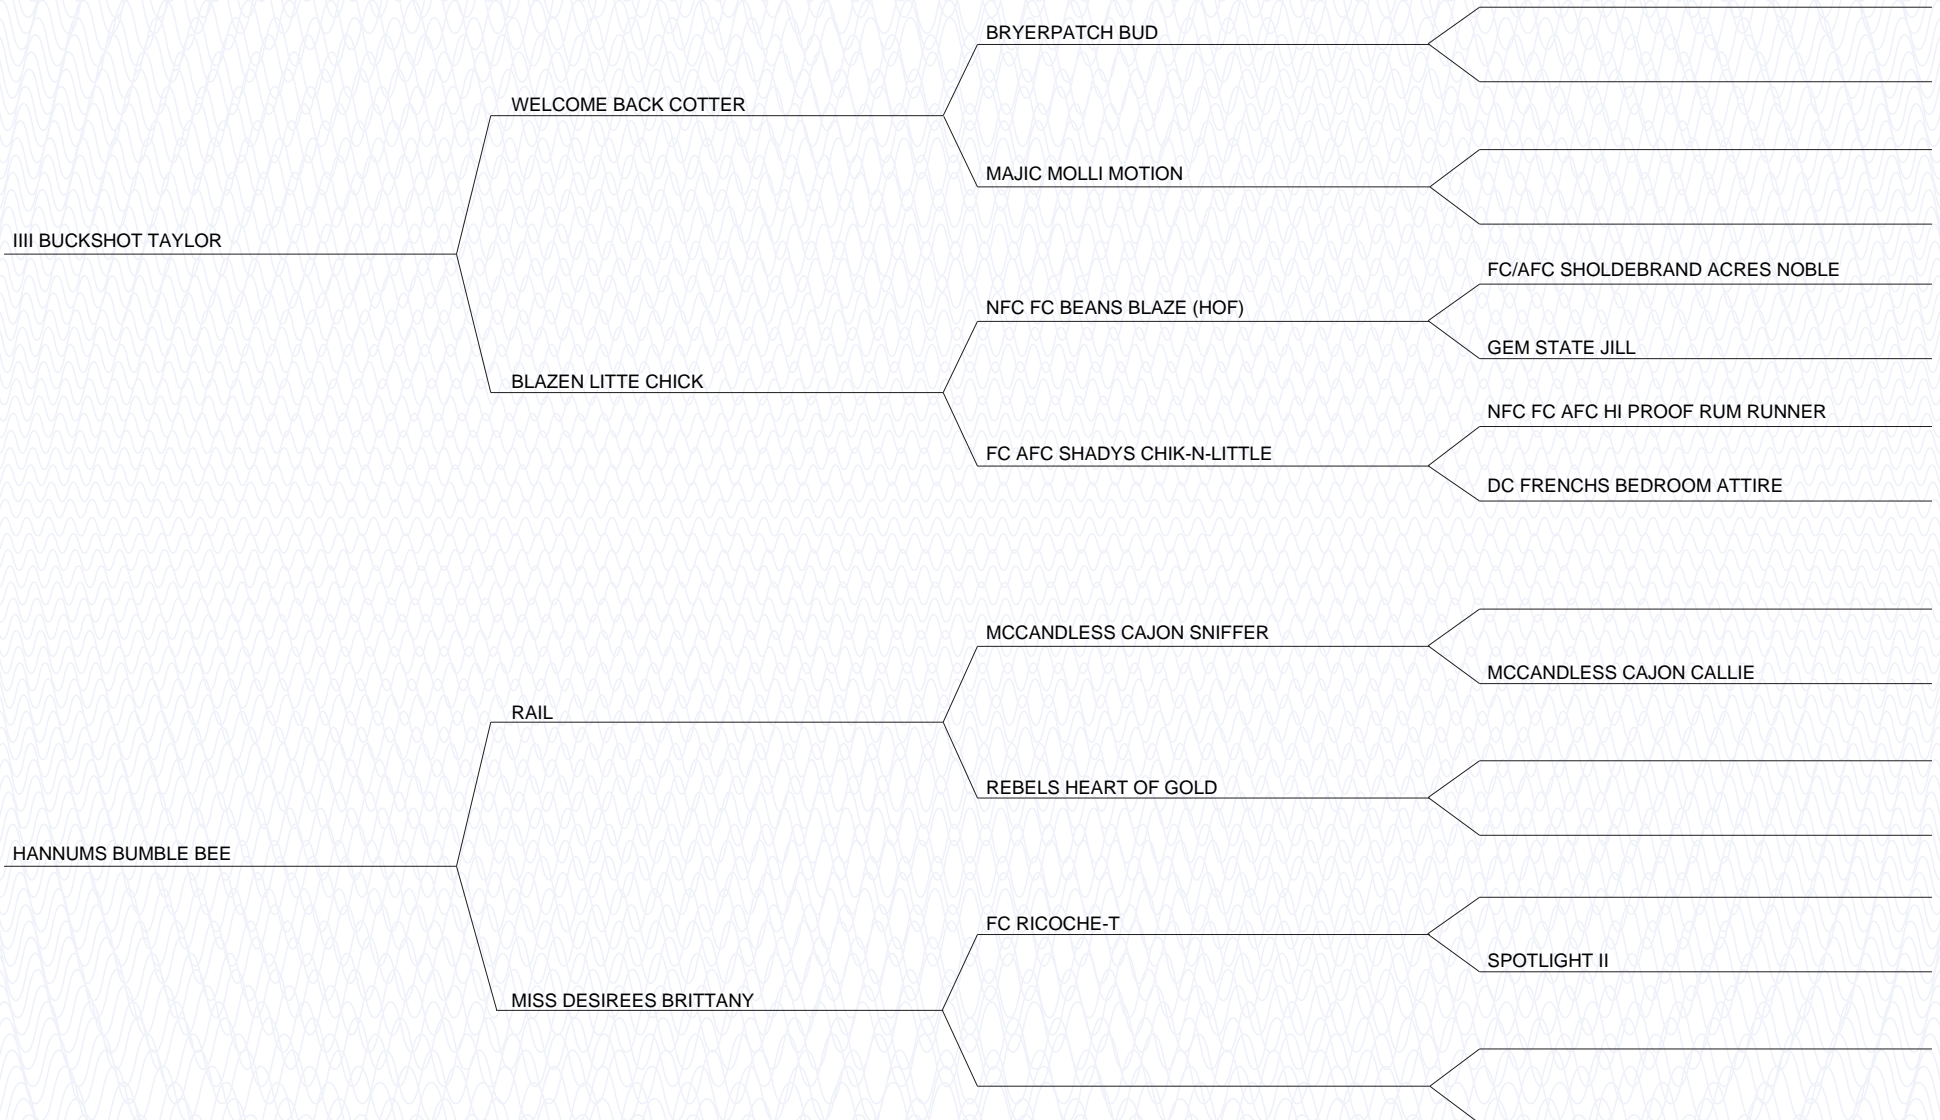 BRYERPATCH BUD
WELCOME BACK COTTER
MAJIC MOLLI MOTION
IIII BUCKSHOT TAYLOR
FC/AFC SHOLDEBRAND ACRES NOBLE
NFC FC BEANS BLAZE (HOF)
GEM STATE JILL
BLAZEN LITTE CHICK
NFC FC AFC HI PROOF RUM RUNNER
FC AFC SHADYS CHIK-N-LITTLE
DC FRENCHS BEDROOM ATTIRE
MCCANDLESS CAJON SNIFFER
MCCANDLESS CAJON CALLIE
RAIL
REBELS HEART OF GOLD
HANNUMS BUMBLE BEE
FC RICOCHE-T
SPOTLIGHT II
MISS DESIREES BRITTANY